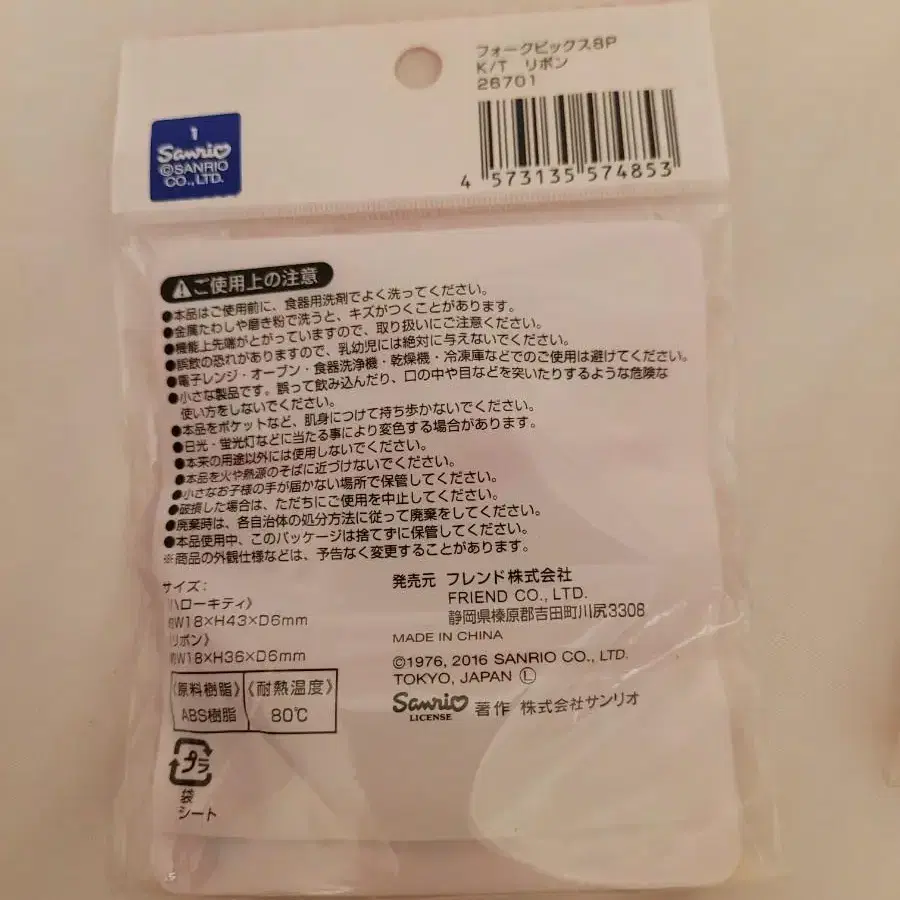 フォークピックス8P
K/T リボン
26701
4 573135 574853
1
Sanrio
©SANRIO
CO., LTD.
ご使用上の注意
●本品はご使用前に、食器用洗剤でよく洗ってください。
●金属たわしや磨き粉で洗うと、キズがつくことがあります。
●機能上先端がとがっていますので、取り扱いにご注意ください。
●誤飲の恐れがありますので、乳幼児には絶対に与えないでください。
●電子レンジ・オーブン・食器洗浄機・乾燥機・冷凍庫などでのご使用は避けてください。
●小さな製品です。誤って飲み込んだり、口の中や目などを突いたりするような危険な
使い方をしないでください。
●本品をポケットなど、肌身につけて持ち歩かないでください。
●日光・蛍光灯などに当たる事により変色する場合があります。
●本来の用途以外には使用しないでください。
●本品を火や熱源のそばに近づけないでください。
●小さなお子様の手が届かない場所で保管してください。
●破損した場合は、ただちにご使用を中止してください。
●廃棄時は、各自治体の処分方法に従って廃棄をしてください。
●本品使用中、このパッケージは捨てずに保管してください。
※商品の外観仕様などは、予告なく変更することがあります。
サイズ:
《ハローキティ》
約W18×H43×D6mm
《リボン》
約W18×H36×D6mm
《原料樹脂》《耐熱温度》
ABS樹脂 80℃
プラ
袋
シート
発売元 フレンド株式会社
FRIEND CO., LTD.
静岡県榛原郡吉田町川尻3308
MADE IN CHINA
©1976, 2016 SANRIO CO., LTD.
TOKYO, JAPAN Ⓛ
Sanrio
LICENSE
著作 株式会社サンリオ